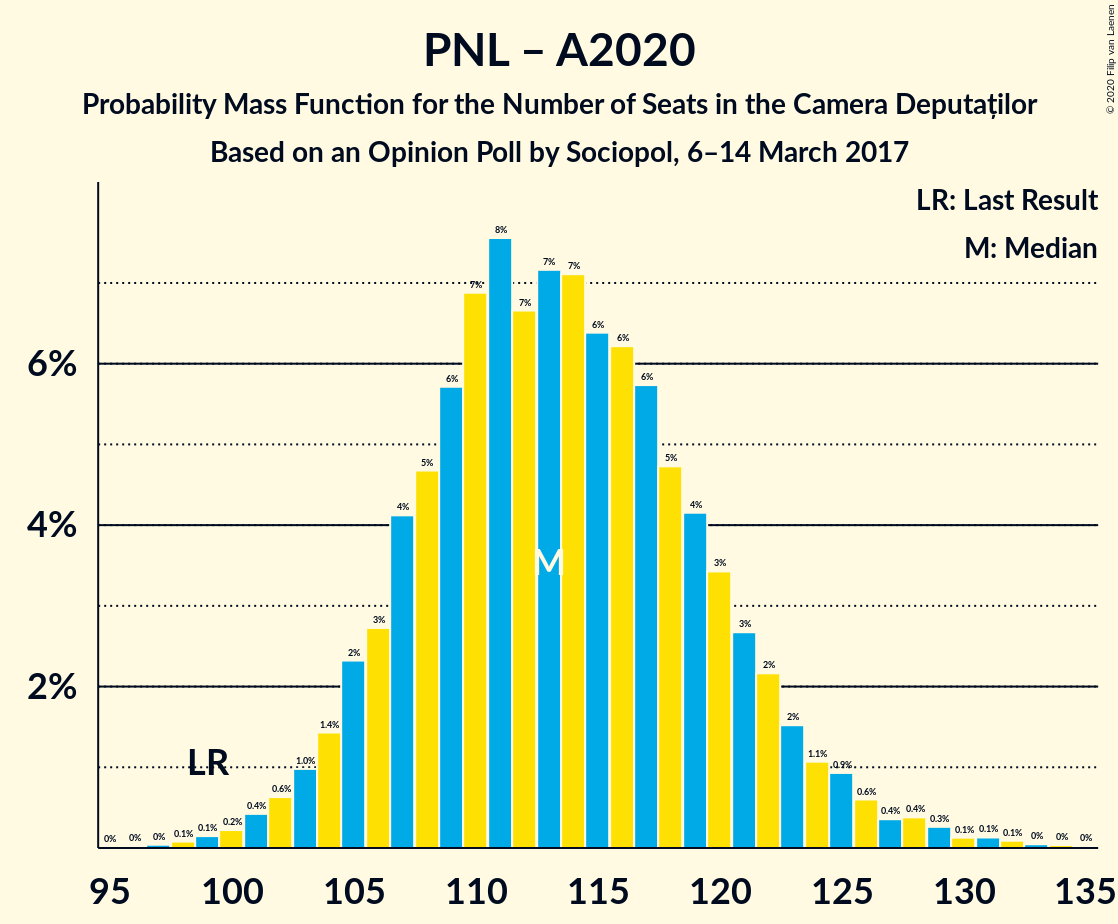 PNL – A2020
Probability Mass Function for the Number of Seats in the Camera Deputaților
Based on an Opinion Poll by Sociopol, 6–14 March 2017
© 2020 Filip van Laenen
LR: Last Result
M: Median
6%
4%
2%
LR
M
0% 0% 0% 0.1% 0.1% 0.2% 0.4% 0.6% 1.0% 1.4% 2% 3% 4% 5% 6% 7% 8% 7% 7% 7% 6% 6% 6% 5% 4% 3% 3% 2% 2% 1.1% 0.9% 0.6% 0.4% 0.4% 0.3% 0.1% 0.1% 0.1% 0% 0% 0%
95 100 105 110 115 120 125 130 135